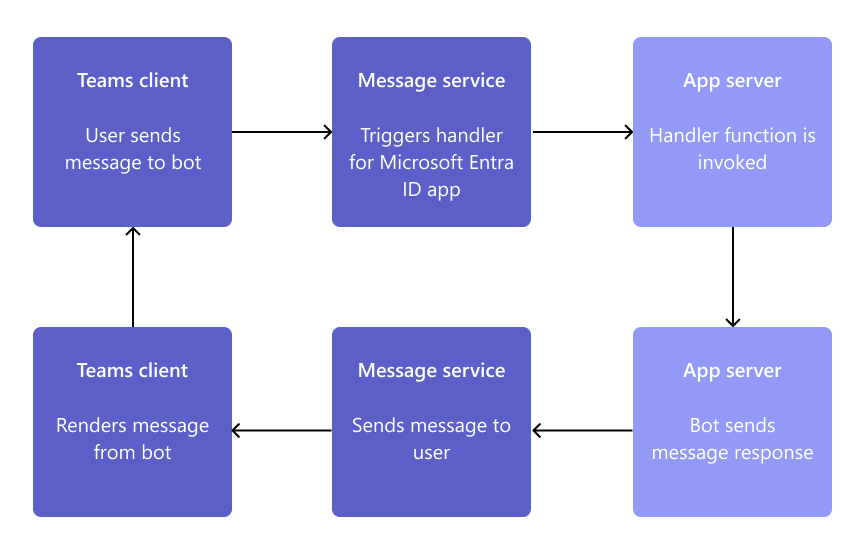 Teams client
User sends
message to bot
Message service
Triggers handler
for Microsoft Entra
ID app
App server
Handler function is
invoked
Teams client
Renders message
from bot
Message service
Sends message to
user
App server
Bot sends
message response